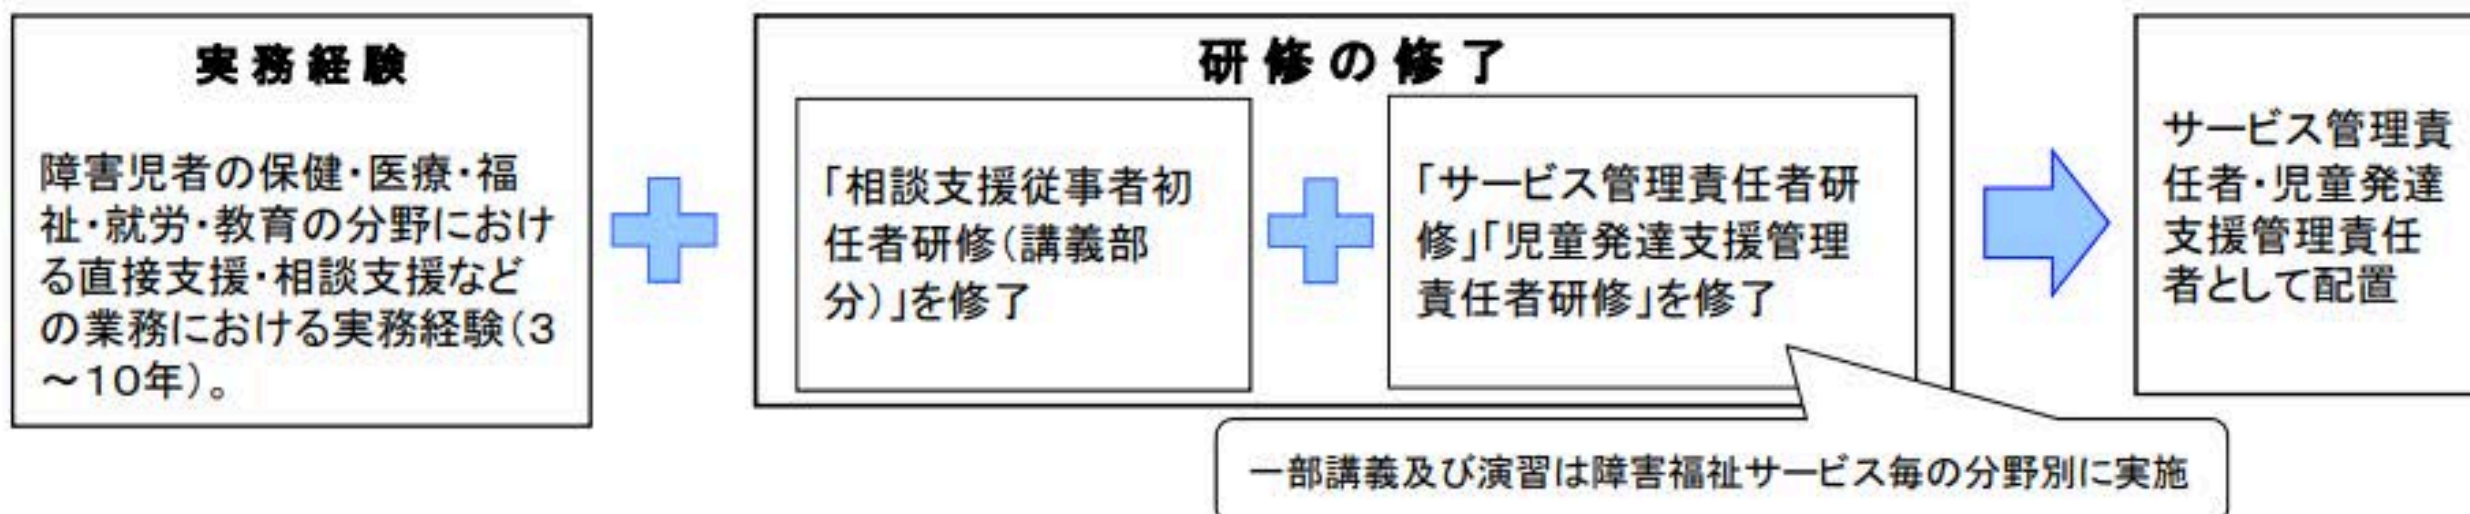 実務経験
障害児者の保健・医療・福
祉・就労・教育の分野におけ
る直接支援・相談支援など
の業務における実務経験(3
～10年)。
研修の修了
「相談支援従事者初
任者研修(講義部
分)」を修了
「サービス管理責任者研
修」「児童発達支援管理
責任者研修」を修了
一部講義及び演習は障害福祉サービス毎の分野別に実施
サービス管理責
任者・児童発達
支援管理責任
者として配置